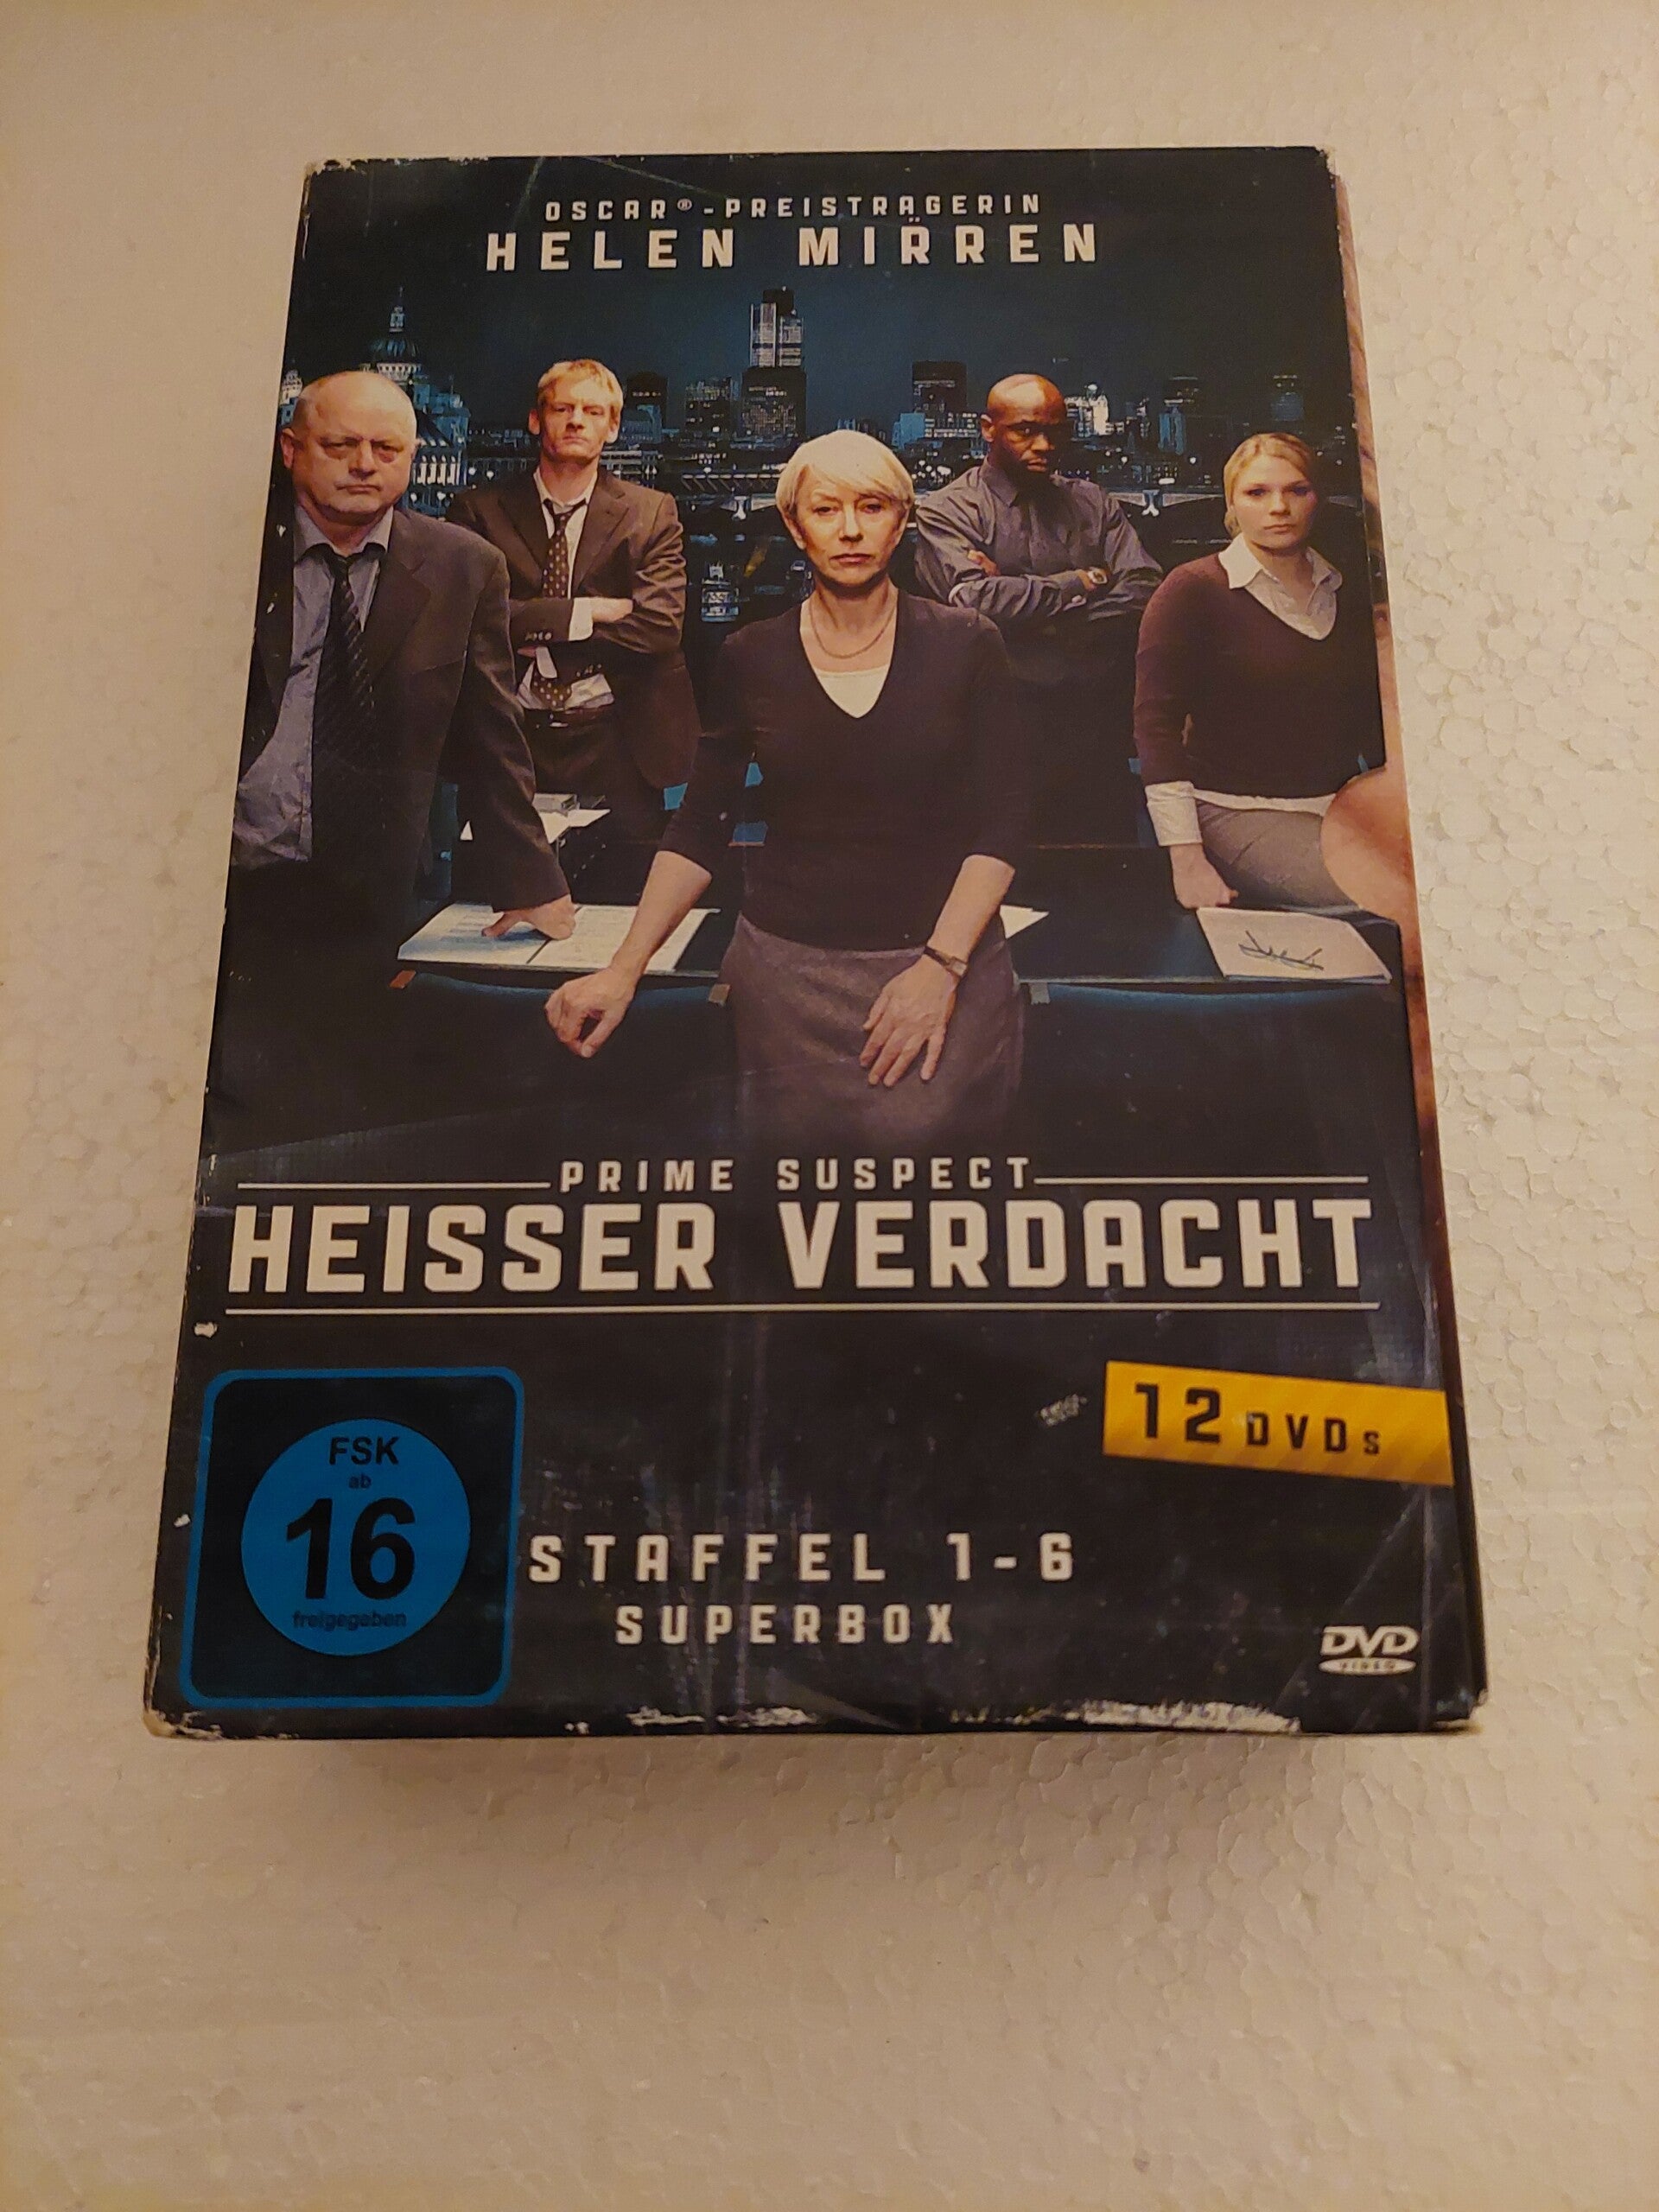 OSCAR®-PREISTRÄGERIN
HELEN MIRREN
PRIME SUSPECT
HEISSER VERDACHT
12 DVDs
FSK
ab
16
freigegeben
STAFFEL 1-6
SUPERBOX
DVD
VIDEO